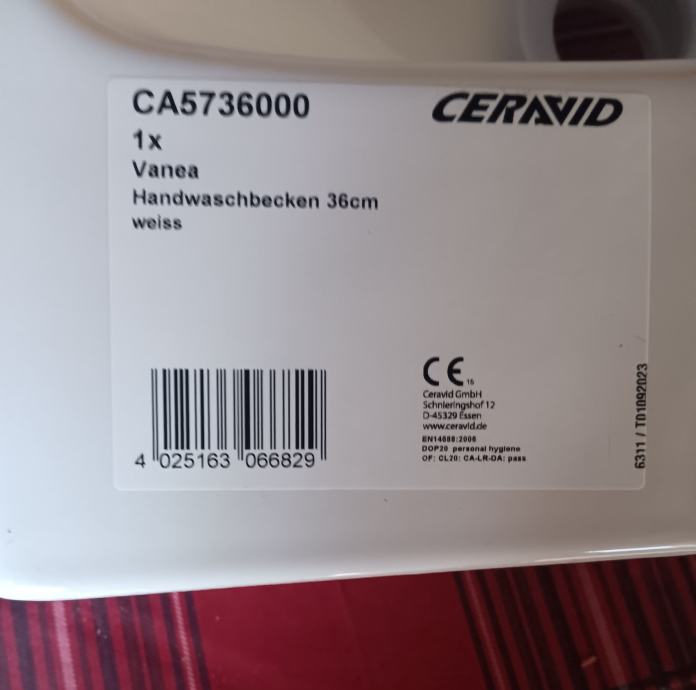 CA5736000
CERAVID
1x
Vanea
Handwaschbecken 36cm
weiss
4 025163 066829
CE
15
Ceravid GmbH
Schnieringshof 12
D-45329 Essen
www.ceravid.de
EN14688:2006
DOP20 personal hygiene
OF: CL20: CA-LR-DA: pass
6311 / T01092023